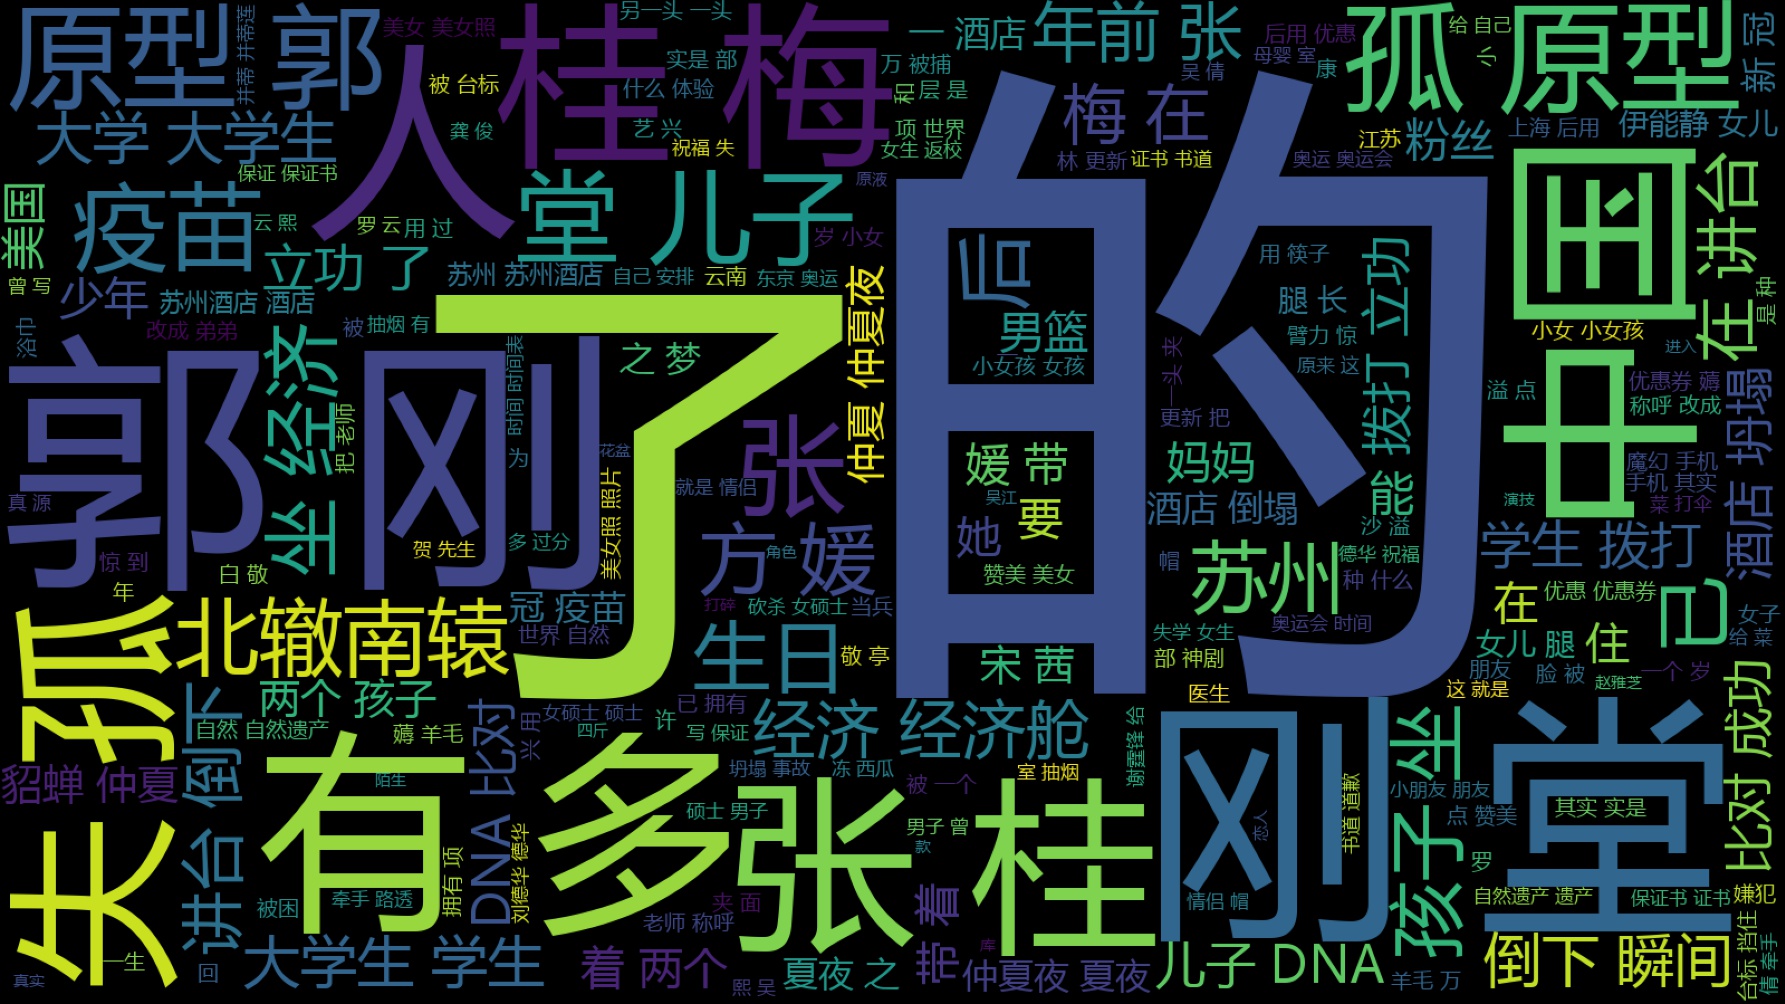 原型 郭
并蒂 并蒂莲
美女 美女照
人
桂梅
另一头 一头
实是 部
什么 体验
艺 兴
祝福 失
一 酒店
年前 张
万 被捕
和
层 是
项 世界
女生 返校
梅 在
吴 倩
后用 优惠
母婴 室
康
林 更新
证书 书道
奥运 奥运会
江苏
粉丝
孤
原型
给 自己
小
新 冠
上海 后用
伊能静 女儿
大学 大学生
被 台标
龚 俊
保证 保证书
美国
疫苗
云 熙
罗 云
用 过
堂 儿子
原液
岁 小女
的
中国
在 讲台
是 种
曾 写
少年
立功 了
苏州 苏州酒店
自己 安排
云南
东京 奥运
苏州酒店 酒店
浴巾
改成 弟弟
被
抽烟 有
了
之 梦
仲夏 仲夏夜
后
男篮
小女孩 女孩
用 筷子
腿 长
臂力 惊
原来 这
拨打 立功
小女 小女孩
进入
郭刚
坐 经济
把 老师
时间 时间表
为
花盆
美女照 照片
张
就是 情侣
媛 带
吴江
她
要
赞美 美女
一头 夹
更新 把
妈妈
酒店 倒塌
能
沙 溢
溢 点
优惠券 薅
称呼 改成
魔幻 手机
手机 其实
菜 打伞
演技
酒店 坍塌
真 源
惊 到
年
白 敬
贺 先生
多 过分
冠 疫苗
世界 自然
方 媛
角色
打碎
砍杀 女硕士
当兵
帽
苏州
德华 祝福
种 什么
奥运会 时间
学生 拨打
在
优惠 优惠券
已
女子
给 菜
失孤
北辙南辕
两个 孩子
自然 自然遗产
薅 羊毛
生日
敬 亭
宋 茜
失学 女生
部 神剧
医生
女儿 腿
住
朋友
脸 被
赵雅芝
一个 岁
这 就是
貂蝉 仲夏
讲台 倒下
有多
陌生
DNA 比对
兴 用
女硕士 硕士
四斤
许
已 拥有
写 保证
经济 经济舱
坍塌 事故
冻 西瓜
被 一个
室 抽烟
谢霆锋 给
刚
坐
孩子
小朋友 朋友
点 赞美
堂
其实 实是
比对 成功
硕士 男子
男子 曾
款
张桂
恋人
书道 道歉
罗
自然遗产 遗产
保证书 证书
嫌犯
被困
牵手 路透
拥有 项
刘德华 德华
夹 面
老师 称呼
带着
情侣 帽
一生
真实
回
大学生 学生
着 两个
熙 吴
夏夜 之
库
仲夏夜 夏夜
儿子 DNA
羊毛 万
倒下 瞬间
台标 挡住
倩 牵手